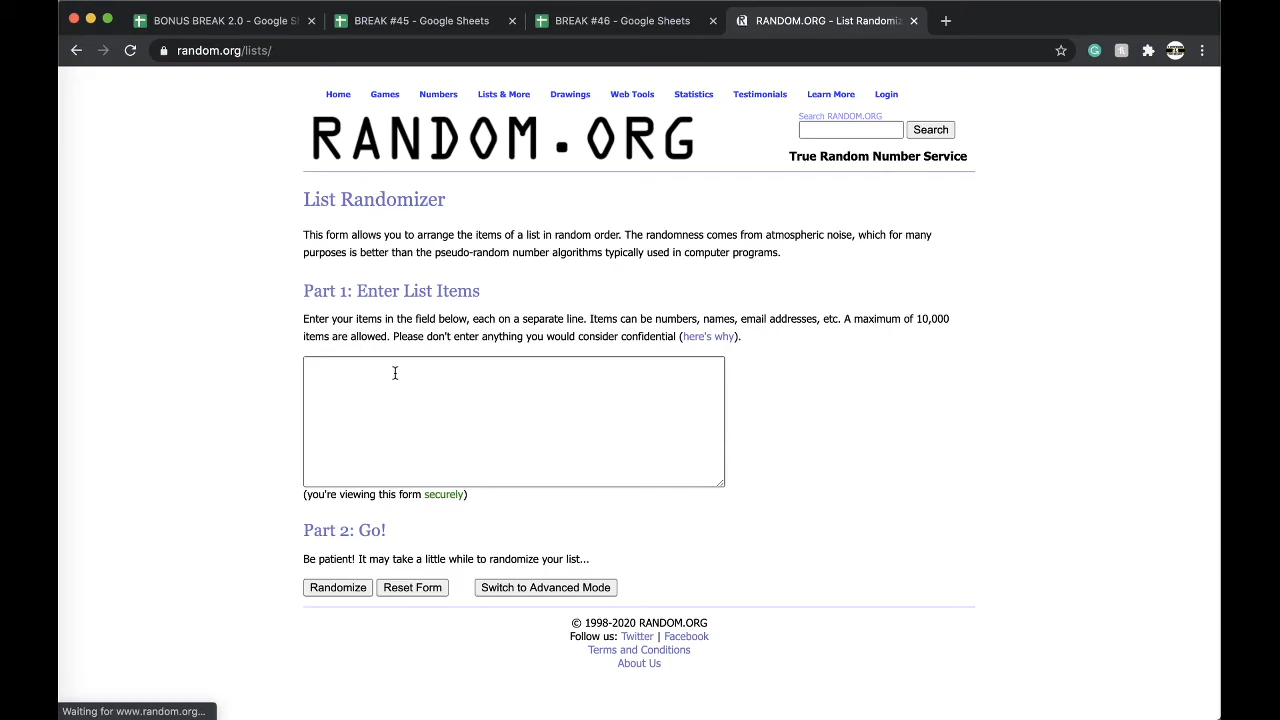 BONUS BREAK 2.0 - Google S
BREAK #45 - Google Sheets
BREAK #46 - Google Sheets
RANDOM.ORG - List Randomiz
random.org/lists/
Home Games Numbers Lists & More Drawings Web Tools Statistics Testimonials Learn More Login
RANDOM.ORG
Search RANDOM.ORG
Search
True Random Number Service
List Randomizer
This form allows you to arrange the items of a list in random order. The randomness comes from atmospheric noise, which for many
purposes is better than the pseudo-random number algorithms typically used in computer programs.
Part 1: Enter List Items
Enter your items in the field below, each on a separate line. Items can be numbers, names, email addresses, etc. A maximum of 10,000
items are allowed. Please don't enter anything you would consider confidential (here's why).
(you're viewing this form securely)
Part 2: Go!
Be patient! It may take a little while to randomize your list...
Randomize Reset Form Switch to Advanced Mode
© 1998-2020 RANDOM.ORG
Follow us: Twitter | Facebook
Terms and Conditions
About Us
Waiting for www.random.org...